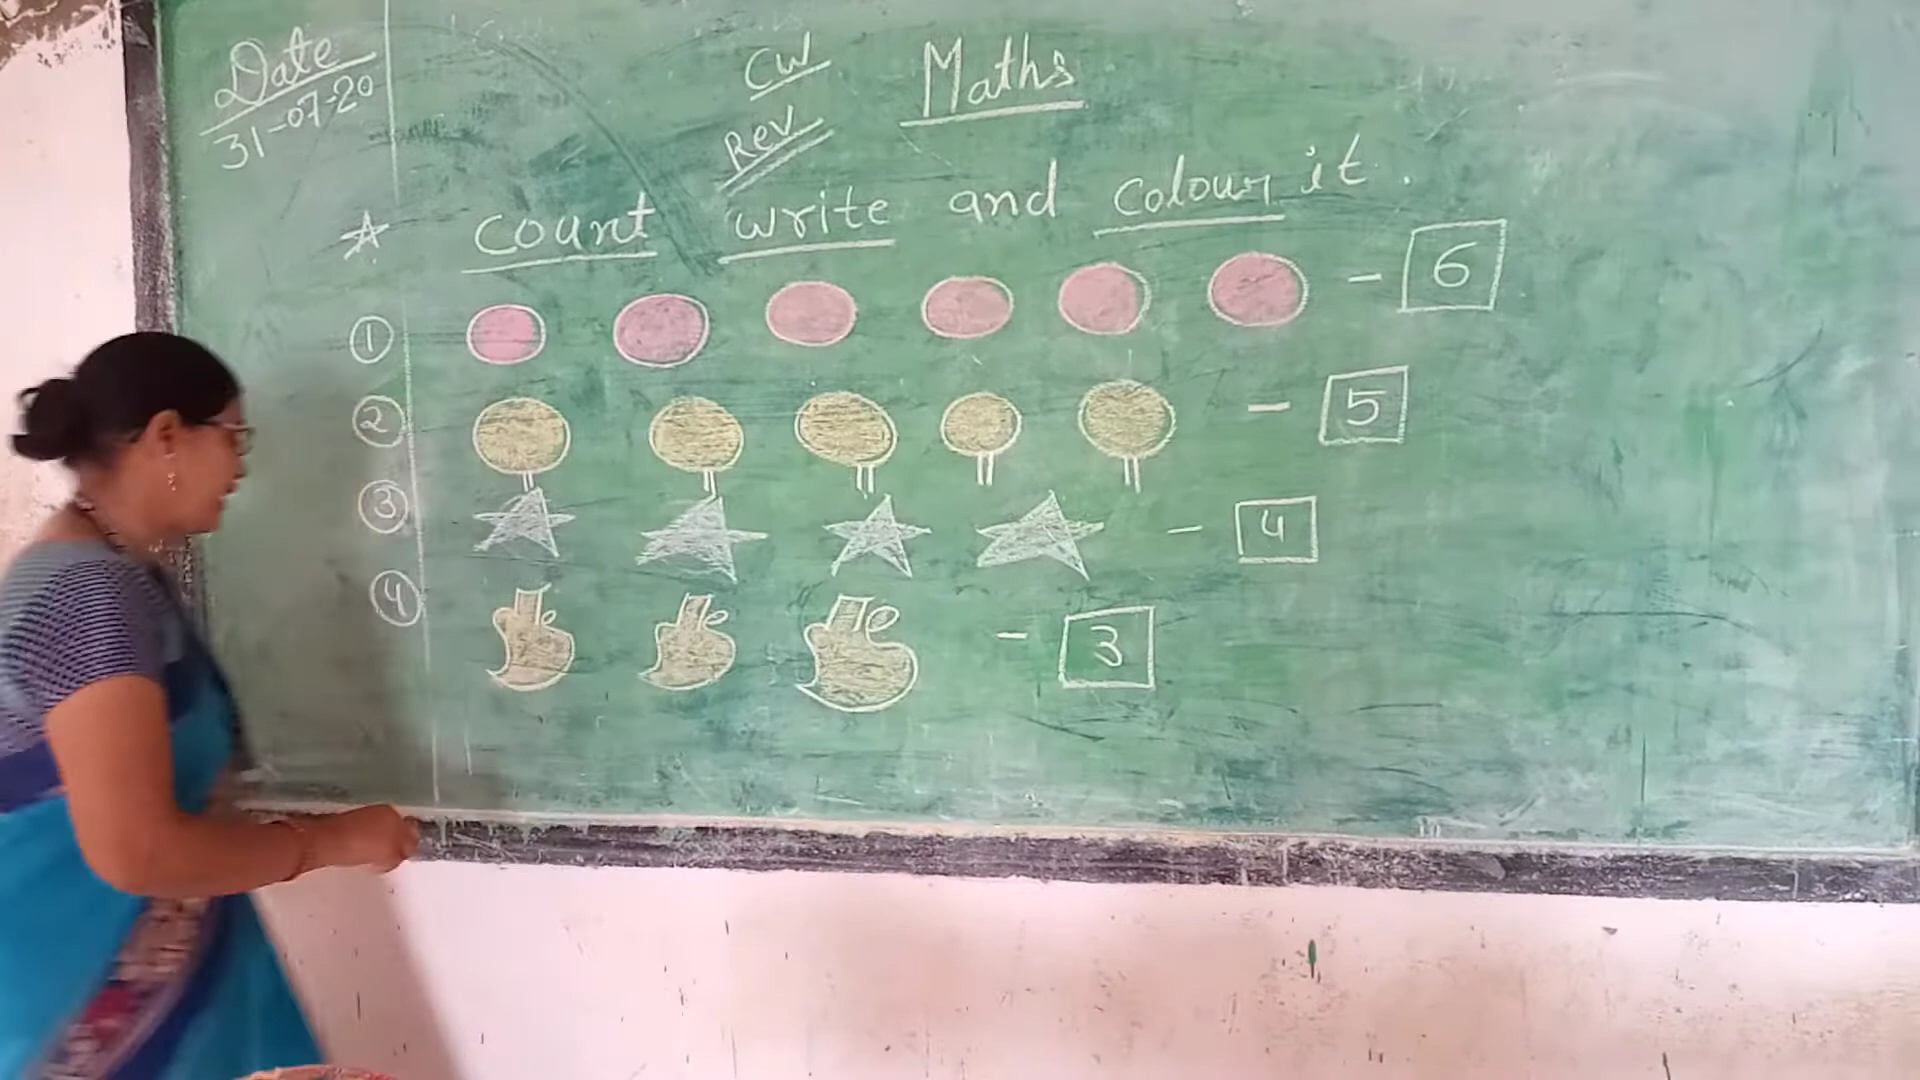 Date
31-07-20
CW
Rev
Maths
Count write and colour it.
1 - 6
2 - 5
3 - 4
4 - 3